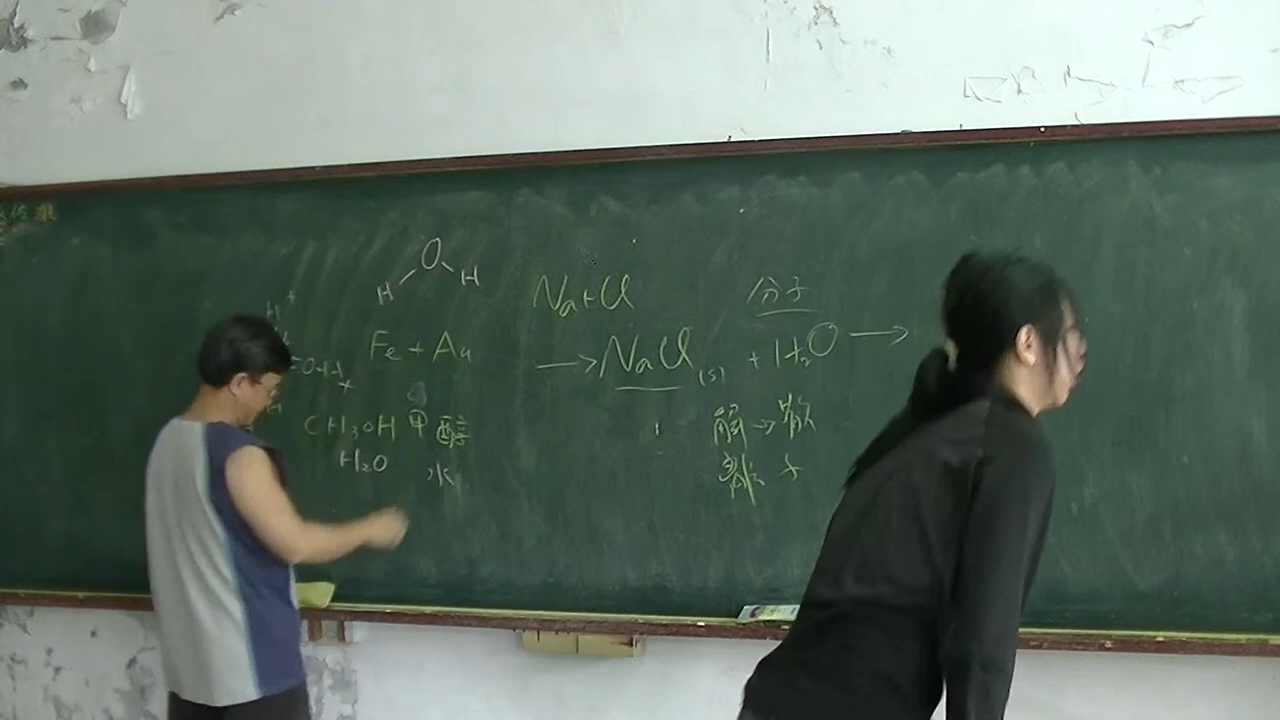 O
H H
Na+Cl
分子
H+
Fe + Au
→ NaCl(s) + H2O →
CH3OH 甲醇
解→散
H2O 水
離子